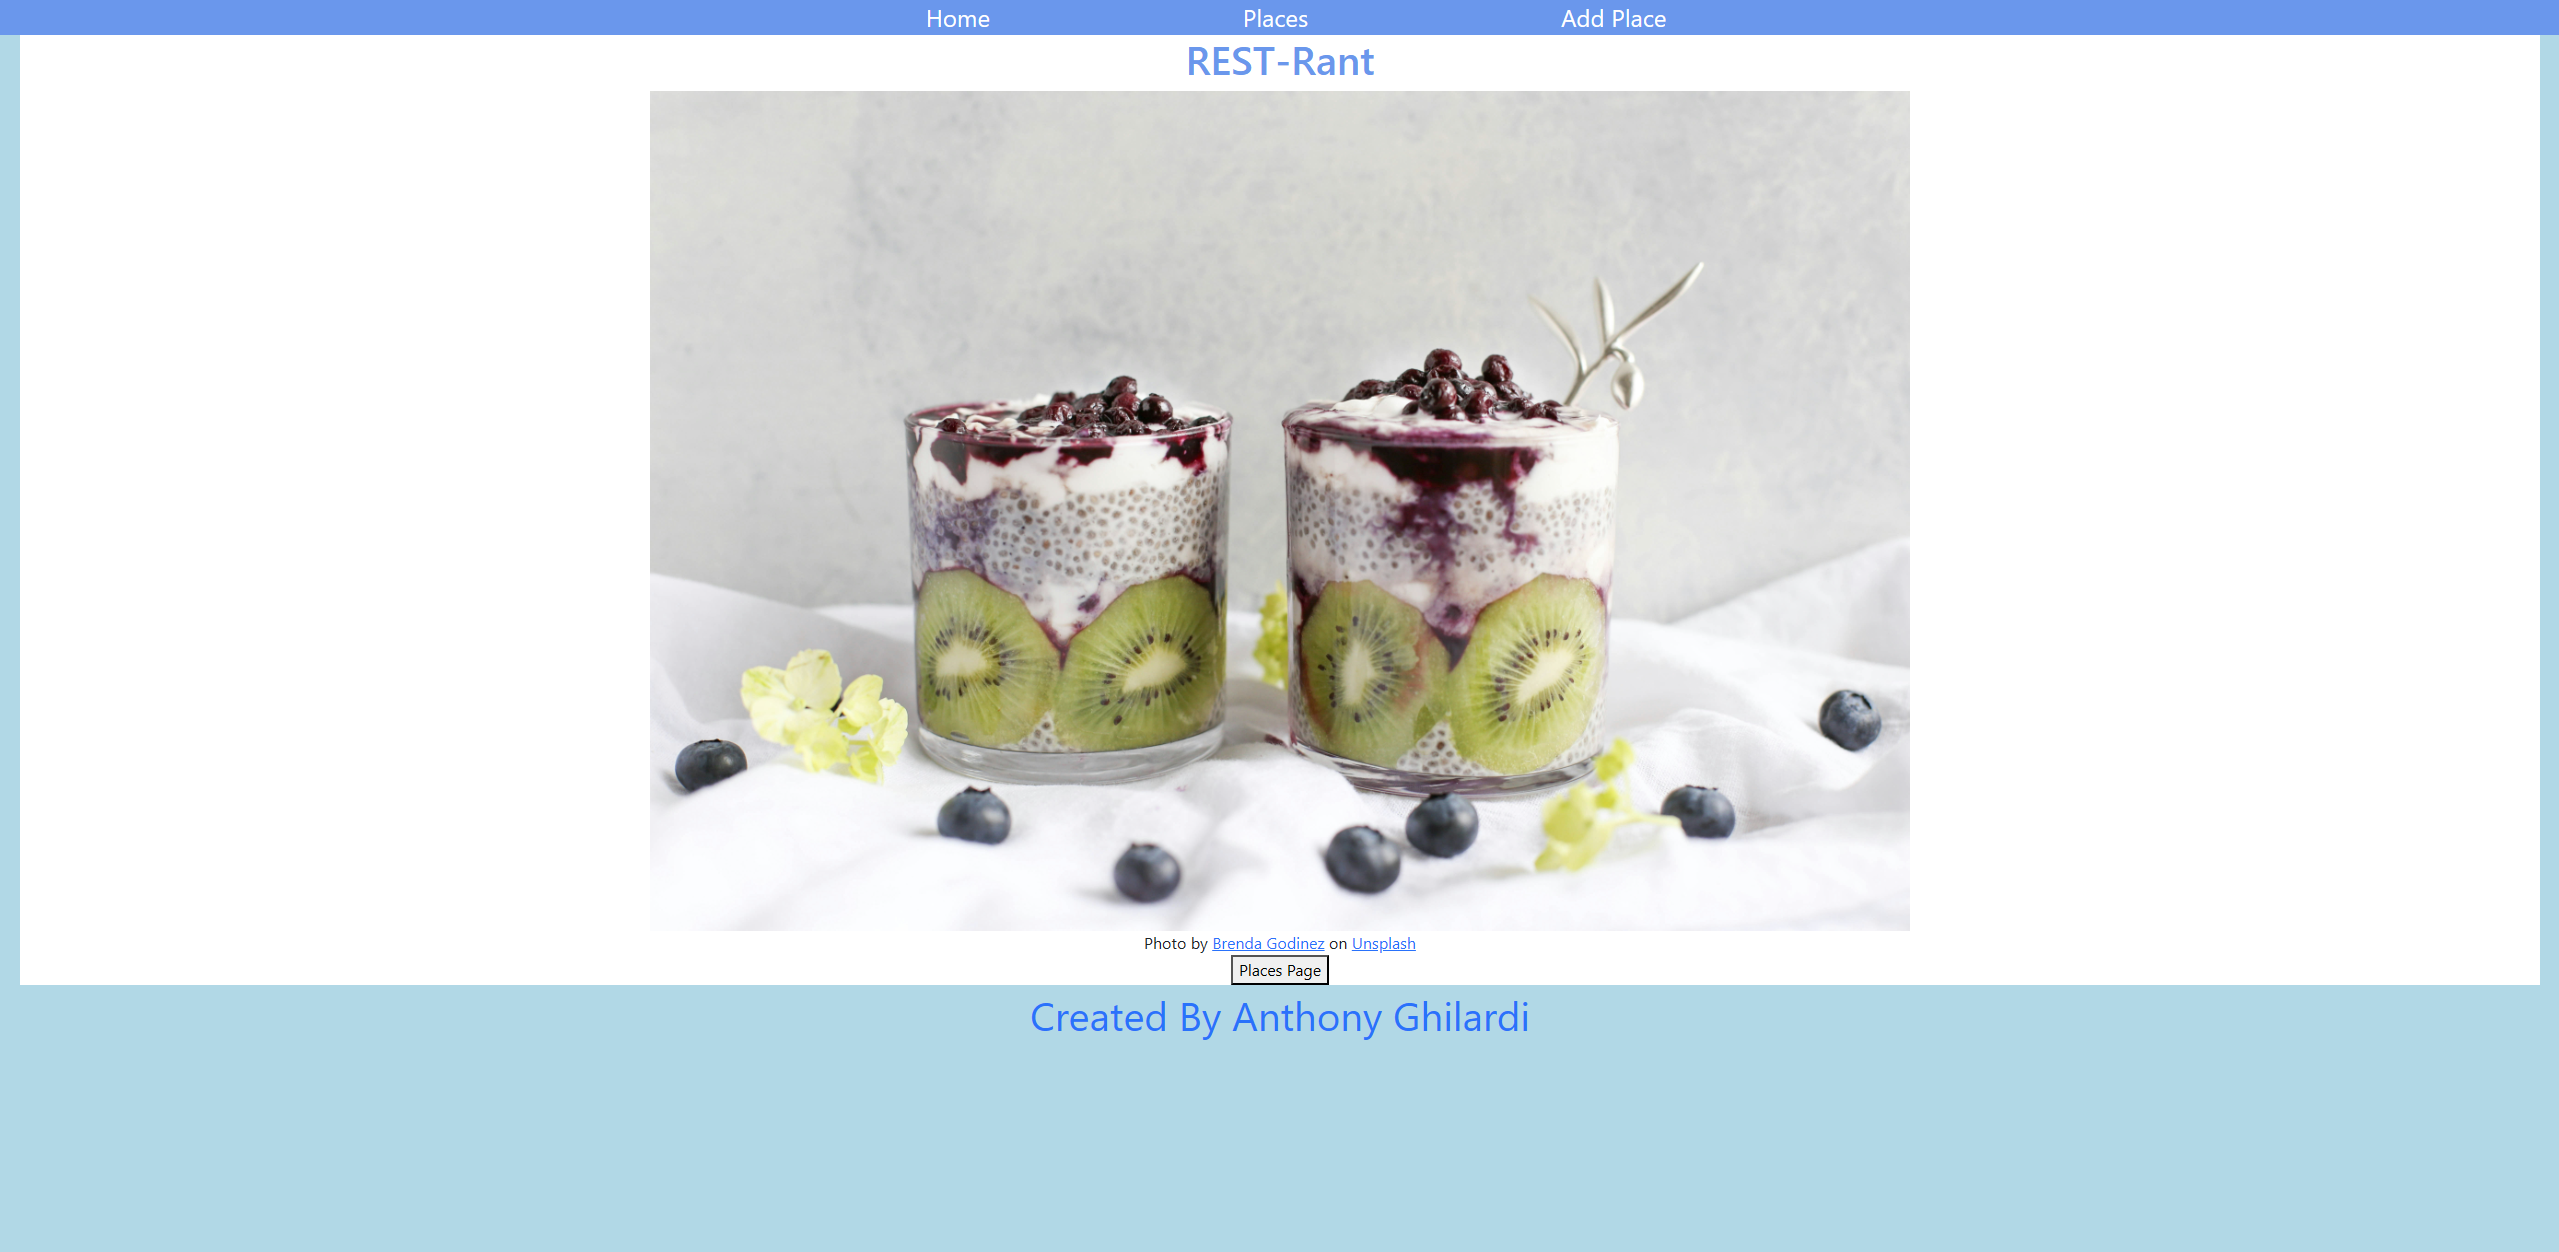 Home Places Add Place
REST-Rant
Photo by Brenda Godinez on Unsplash
Places Page
Created By Anthony Ghilardi